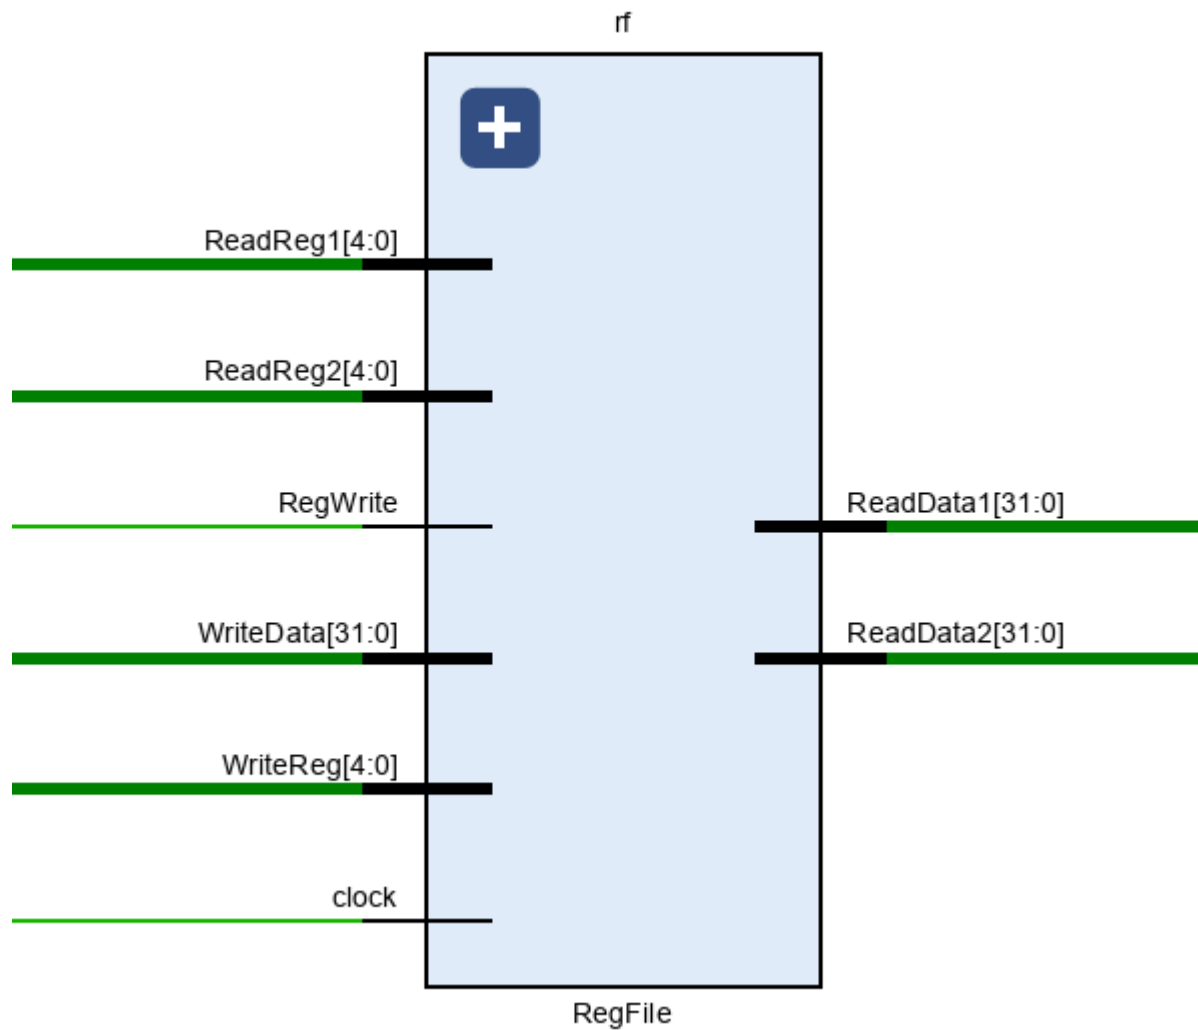 rf
ReadReg1[4:0]
ReadReg2[4:0]
RegWrite
ReadData1[31:0]
WriteData[31:0]
ReadData2[31:0]
WriteReg[4:0]
clock
RegFile